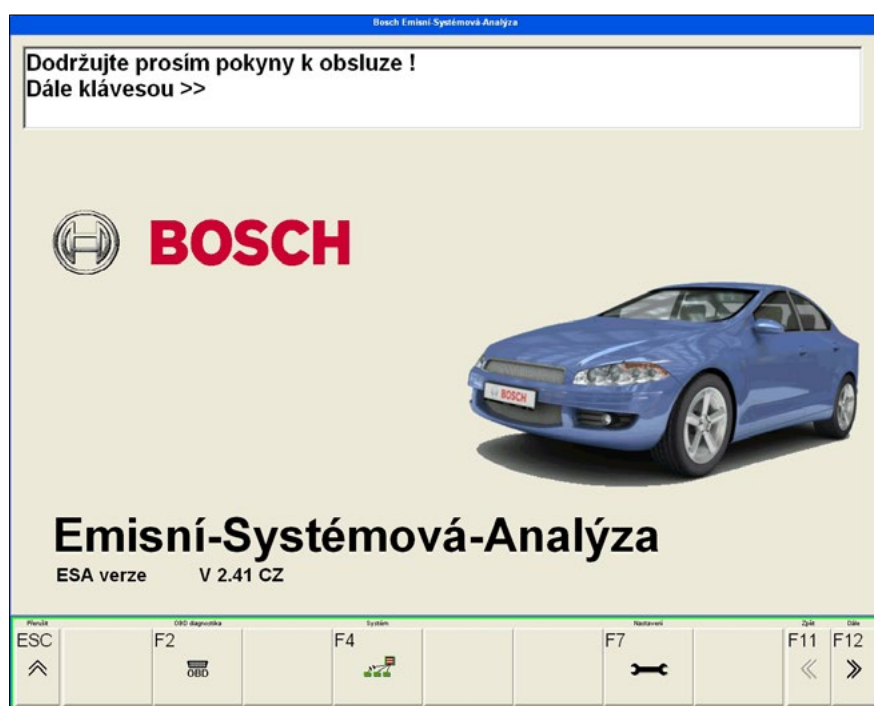 Bosch Emisní-Systémová-Analýza
Dodržujte prosím pokyny k obsluze !
Dále klávesou >>
BOSCH
BOSCH
Emisní-Systémová-Analýza
ESA verze V 2.41 CZ
Přerušit OBD diagnostika Systém Nastavení Zpět Dále
ESC F2 F4 F7 F11 F12
OBD